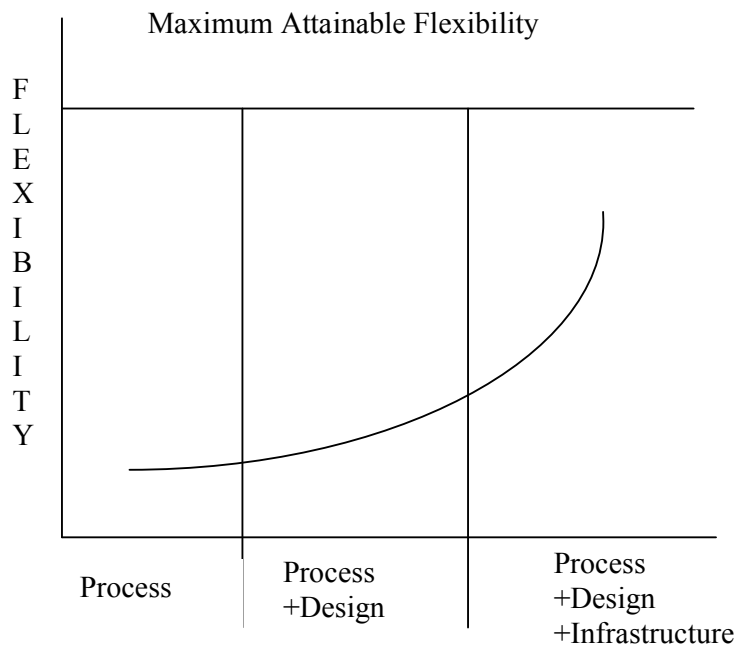 Maximum Attainable Flexibility
F
L
E
X
I
B
I
L
I
T
Y
Process
Process
+Design
Process
+Design
+Infrastructure